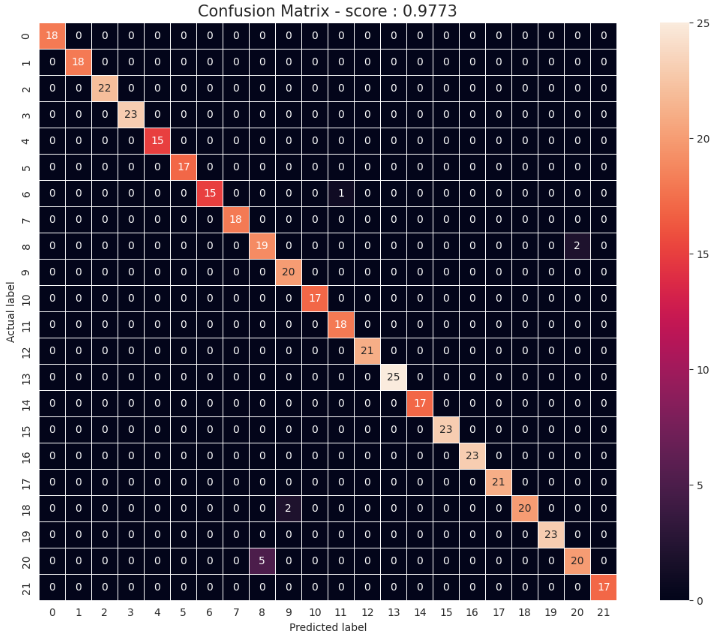 Confusion Matrix - score : 0.9773
0 18 0 0 0 0 0 0 0 0 0 0 0 0 0 0 0 0 0 0 0 0 0
1 0 18 0 0 0 0 0 0 0 0 0 0 0 0 0 0 0 0 0 0 0 0
2 0 0 22 0 0 0 0 0 0 0 0 0 0 0 0 0 0 0 0 0 0 0
3 0 0 0 23 0 0 0 0 0 0 0 0 0 0 0 0 0 0 0 0 0 0
4 0 0 0 0 15 0 0 0 0 0 0 0 0 0 0 0 0 0 0 0 0 0
5 0 0 0 0 0 17 0 0 0 0 0 0 0 0 0 0 0 0 0 0 0 0
6 0 0 0 0 0 0 15 0 0 0 0 1 0 0 0 0 0 0 0 0 0 0
7 0 0 0 0 0 0 0 18 0 0 0 0 0 0 0 0 0 0 0 0 0 0
8 0 0 0 0 0 0 0 0 19 0 0 0 0 0 0 0 0 0 0 0 2 0
9 0 0 0 0 0 0 0 0 0 20 0 0 0 0 0 0 0 0 0 0 0 0
10 0 0 0 0 0 0 0 0 0 0 17 0 0 0 0 0 0 0 0 0 0 0
11 0 0 0 0 0 0 0 0 0 0 0 18 0 0 0 0 0 0 0 0 0 0
12 0 0 0 0 0 0 0 0 0 0 0 0 21 0 0 0 0 0 0 0 0 0
13 0 0 0 0 0 0 0 0 0 0 0 0 0 25 0 0 0 0 0 0 0 0
14 0 0 0 0 0 0 0 0 0 0 0 0 0 0 17 0 0 0 0 0 0 0
15 0 0 0 0 0 0 0 0 0 0 0 0 0 0 0 23 0 0 0 0 0 0
16 0 0 0 0 0 0 0 0 0 0 0 0 0 0 0 0 23 0 0 0 0 0
17 0 0 0 0 0 0 0 0 0 0 0 0 0 0 0 0 0 21 0 0 0 0
18 0 0 0 0 0 0 0 0 0 2 0 0 0 0 0 0 0 0 20 0 0 0
19 0 0 0 0 0 0 0 0 0 0 0 0 0 0 0 0 0 0 0 23 0 0
20 0 0 0 0 0 0 0 0 5 0 0 0 0 0 0 0 0 0 0 0 20 0
21 0 0 0 0 0 0 0 0 0 0 0 0 0 0 0 0 0 0 0 0 0 17
0 1 2 3 4 5 6 7 8 9 10 11 12 13 14 15 16 17 18 19 20 21
Predicted label
Actual label
25
20
15
10
5
0